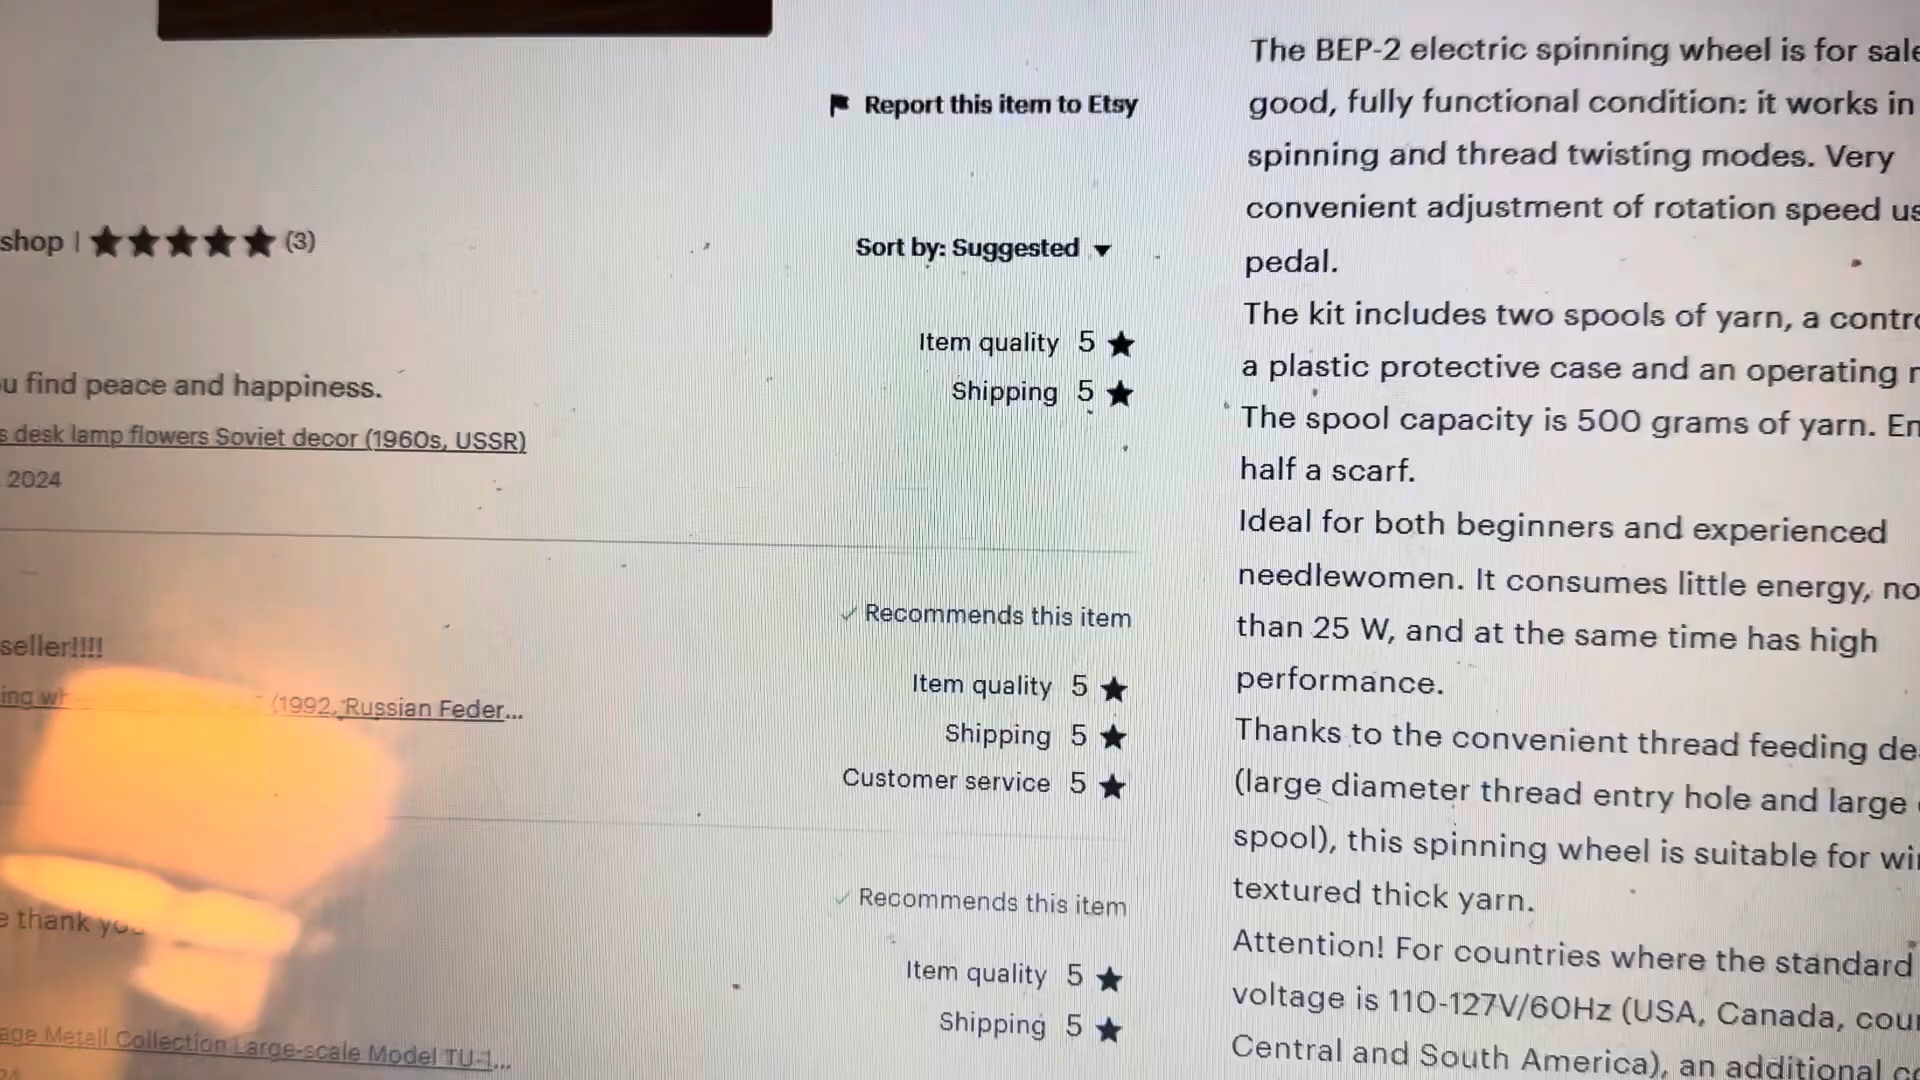 Report this item to Etsy
shop | ★★★★★ (3)
Sort by: Suggested
Item quality 5 ★
Shipping 5 ★
find peace and happiness.
desk lamp flowers Soviet decor (1960s, USSR)
2024
Recommends this item
seller!!!!
Item quality 5 ★
(1992, Russian Feder...
Shipping 5 ★
Customer service 5 ★
Recommends this item
thank
Item quality 5 ★
Shipping 5 ★
Metall Collection Large-scale Model TU-1...
The BEP-2 electric spinning wheel is for sale
good, fully functional condition: it works in
spinning and thread twisting modes. Very
convenient adjustment of rotation speed
pedal.
The kit includes two spools of yarn, a
a plastic protective case and an operating
The spool capacity is 500 grams of yarn.
half a scarf.
Ideal for both beginners and experienced
needlewomen. It consumes little energy,
than 25 W, and at the same time has high
performance.
Thanks to the convenient thread feeding
(large diameter thread entry hole and large
spool), this spinning wheel is suitable for
textured thick yarn.
Attention! For countries where the standard
voltage is 110-127V/60Hz (USA, Canada,
Central and South America), an additional